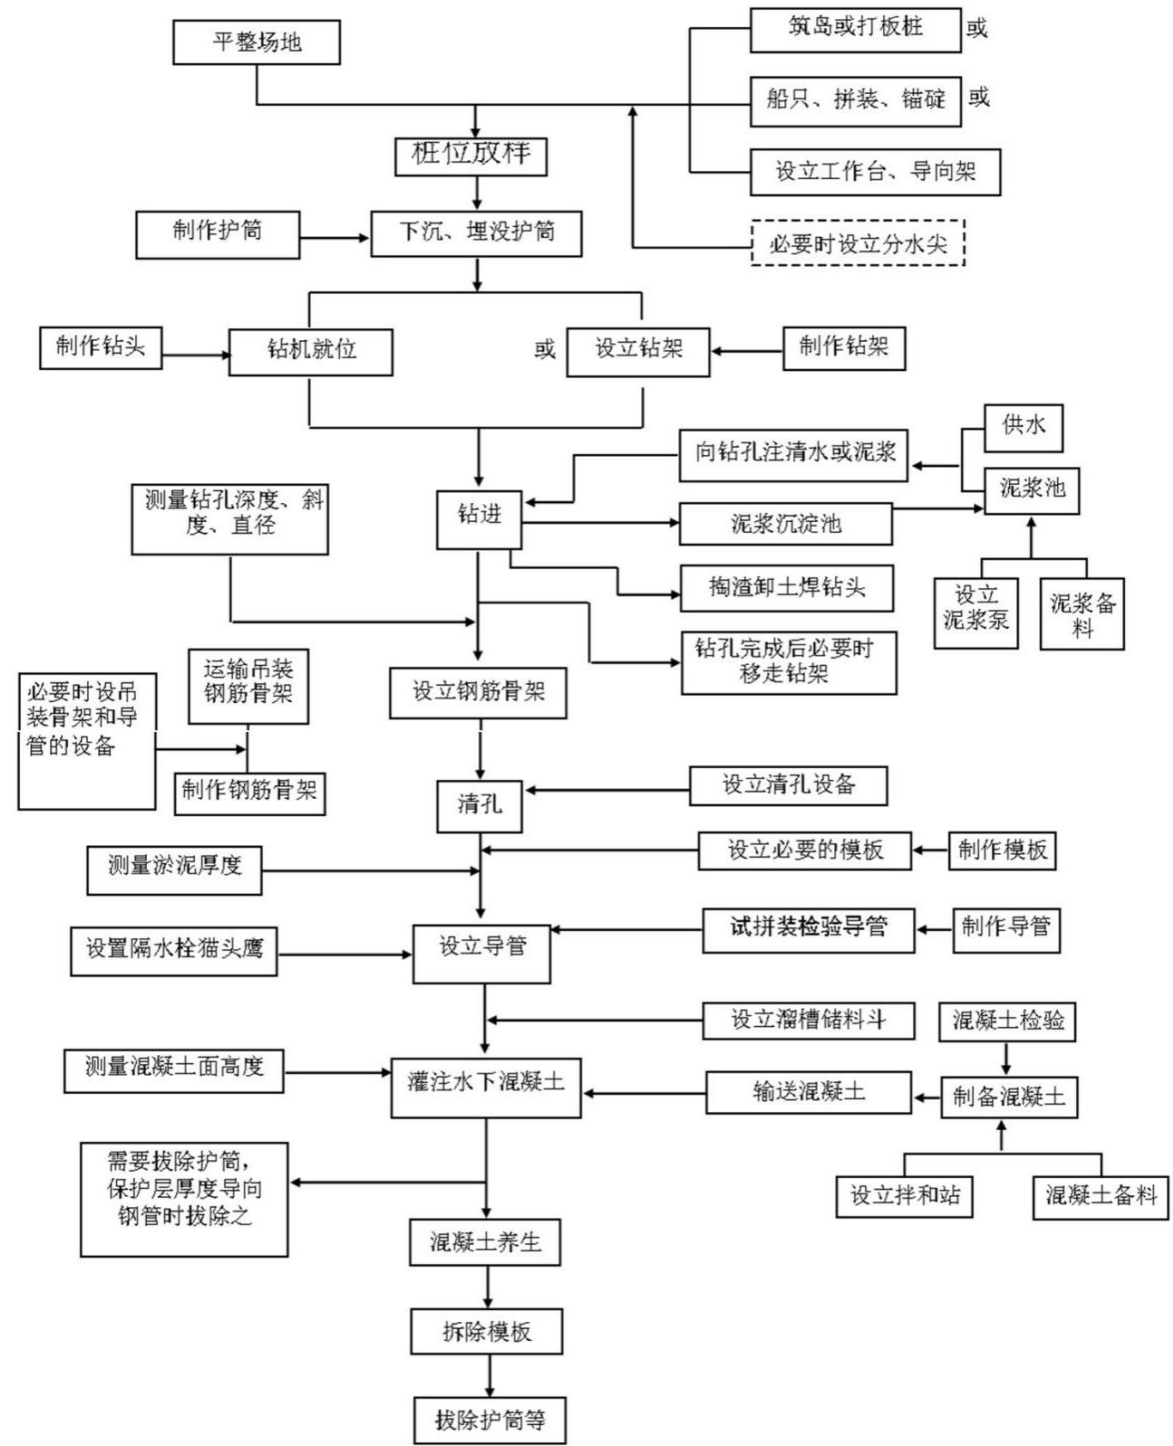 平整场地
筑岛或打板桩
或
船只、拼装、锚碇
或
桩位放样
设立工作台、导向架
制作护筒
下沉、埋没护筒
必要时设立分水尖
制作钻头
钻机就位
或
设立钻架
制作钻架
供水
向钻孔注清水或泥浆
泥浆池
测量钻孔深度、斜
度、直径
钻进
泥浆沉淀池
掏渣卸土焊钻头
设立
泥浆泵
泥浆备
料
钻孔完成后必要时
移走钻架
运输吊装
钢筋骨架
设立钢筋骨架
必要时设吊
装骨架和导
管的设备
制作钢筋骨架
清孔
设立清孔设备
测量淤泥厚度
设立必要的模板
制作模板
设置隔水栓猫头鹰
设立导管
试拼装检验导管
制作导管
设立溜槽储料斗
混凝土检验
测量混凝土面高度
灌注水下混凝土
输送混凝土
制备混凝土
需要拔除护筒，
保护层厚度导向
钢管时拔除之
设立拌和站
混凝土备料
混凝土养生
拆除模板
拔除护筒等